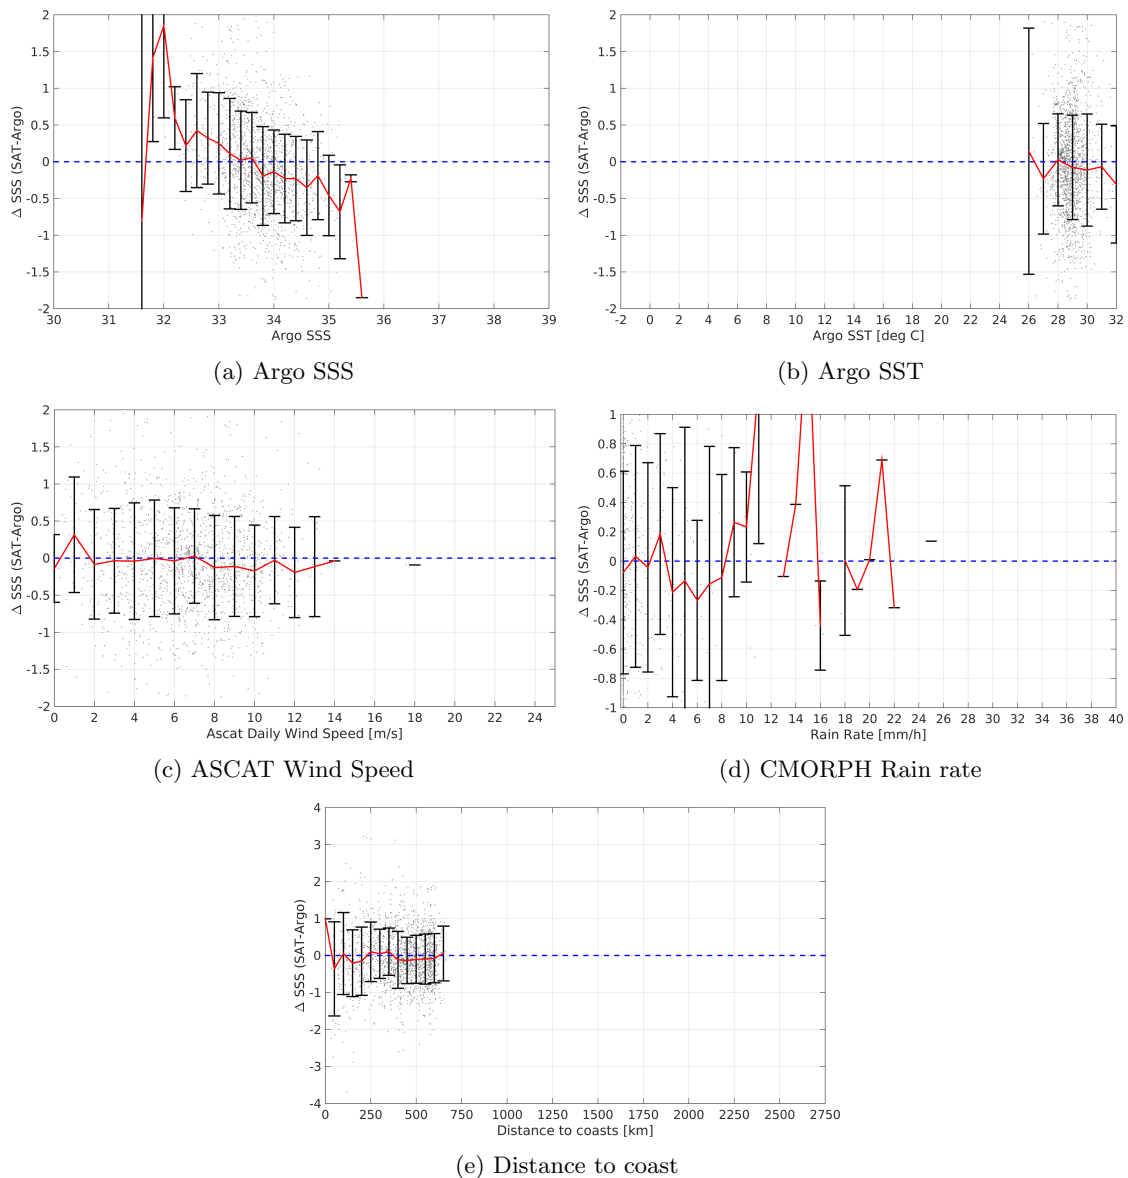 2
1.5
1
0.5
0
-0.5
-1
-1.5
-2
Δ SSS (SAT-Argo)
30 31 32 33 34 35 36 37 38 39
Argo SSS
(a) Argo SSS
2
1.5
1
0.5
0
-0.5
-1
-1.5
-2
Δ SSS (SAT-Argo)
-2 0 2 4 6 8 10 12 14 16 18 20 22 24 26 28 30 32
Argo SST [deg C]
(b) Argo SST
2
1.5
1
0.5
0
-0.5
-1
-1.5
-2
Δ SSS (SAT-Argo)
0 2 4 6 8 10 12 14 16 18 20 22 24
Ascat Daily Wind Speed [m/s]
(c) ASCAT Wind Speed
1
0.8
0.6
0.4
0.2
0
-0.2
-0.4
-0.6
-0.8
-1
Δ SSS (SAT-Argo)
0 2 4 6 8 10 12 14 16 18 20 22 24 26 28 30 32 34 36 38 40
Rain Rate [mm/h]
(d) CMORPH Rain rate
4
3
2
1
0
-1
-2
-3
-4
Δ SSS (SAT-Argo)
0 250 500 750 1000 1250 1500 1750 2000 2250 2500 2750
Distance to coasts [km]
(e) Distance to coast